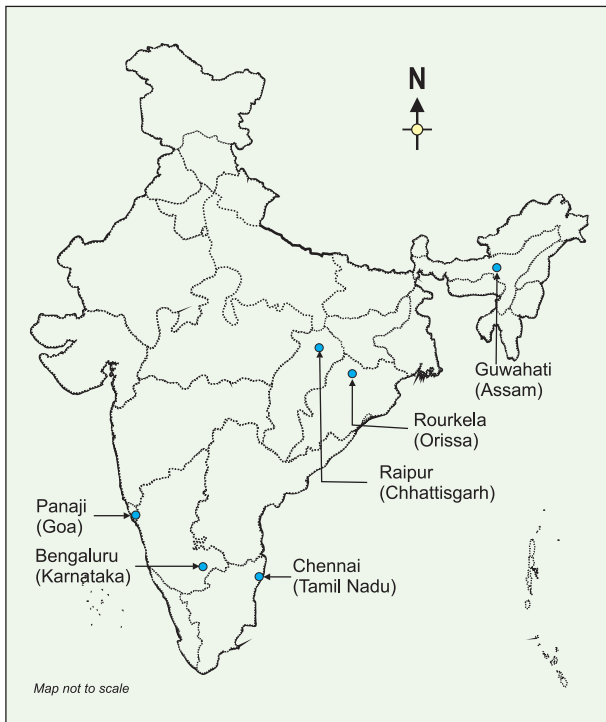 N
Guwahati
(Assam)
Rourkela
(Orissa)
Raipur
(Chhattisgarh)
Panaji
(Goa)
Bengaluru
(Karnataka)
Chennai
(Tamil Nadu)
Map not to scale